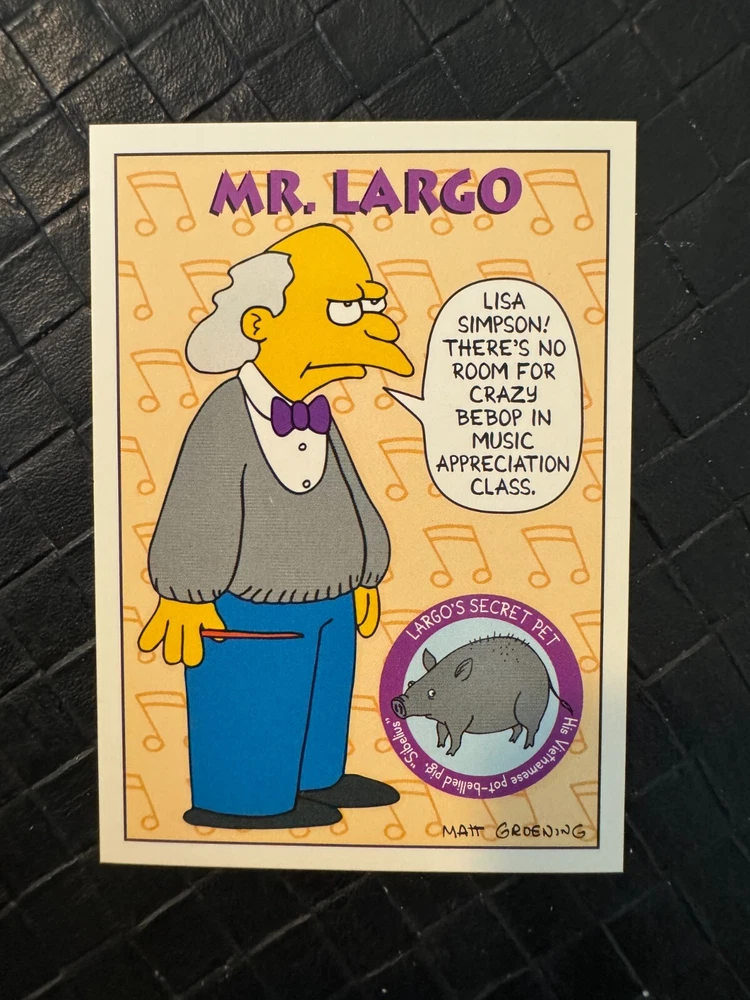 MR. LARGO
LISA
SIMPSON!
THERE'S NO
ROOM FOR
CRAZY
BEBOP IN
MUSIC
APPRECIATION
CLASS.
LARGO'S SECRET PET
His Vietnamese pot-bellied pig, "Sibelius"
MATT GROENING